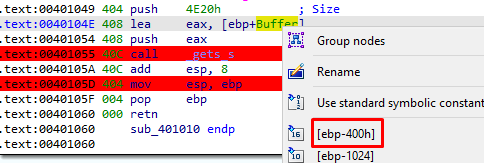 .text:00401049 404 push 4E20h ; Size
.text:0040104E 408 lea eax, [ebp+Buffer]
.text:00401054 408 push eax
.text:00401055 40C call _gets_s
.text:0040105A 40C add esp, 8
.text:0040105D 404 mov esp, ebp
.text:0040105F 004 pop ebp
.text:00401060 000 retn
.text:00401060 sub_401010 endp
.text:00401060
Group nodes
Rename
Use standard symbolic constant
[ebp-400h]
[ebp-1024]